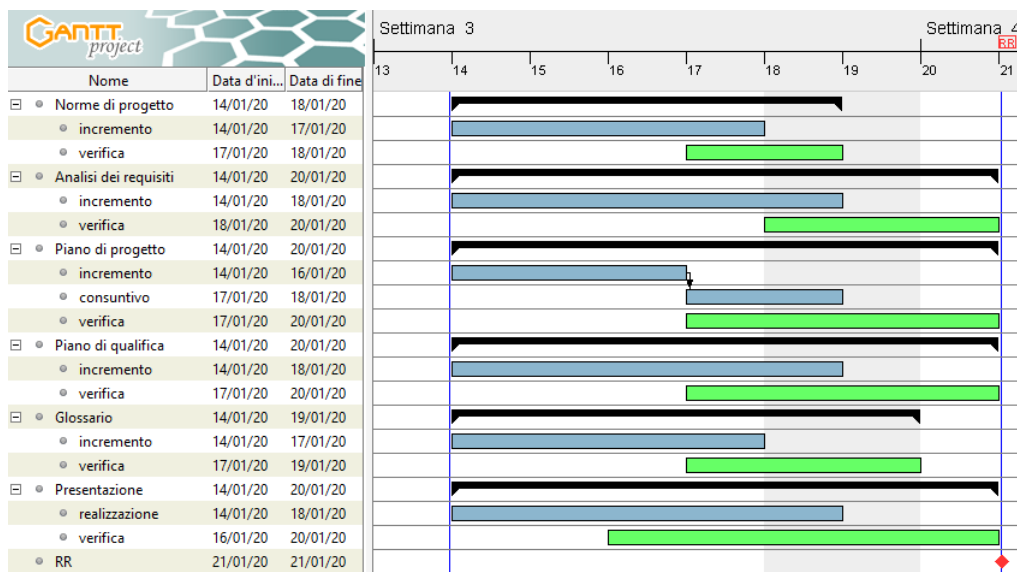 GANTT project
Settimana 3 Settimana 4
RR
Nome Data d'ini... Data di fine
13 14 15 16 17 18 19 20 21
Norme di progetto 14/01/20 18/01/20
incremento 14/01/20 17/01/20
verifica 17/01/20 18/01/20
Analisi dei requisiti 14/01/20 20/01/20
incremento 14/01/20 18/01/20
verifica 18/01/20 20/01/20
Piano di progetto 14/01/20 20/01/20
incremento 14/01/20 16/01/20
consuntivo 17/01/20 18/01/20
verifica 17/01/20 20/01/20
Piano di qualifica 14/01/20 20/01/20
incremento 14/01/20 18/01/20
verifica 17/01/20 20/01/20
Glossario 14/01/20 19/01/20
incremento 14/01/20 17/01/20
verifica 17/01/20 19/01/20
Presentazione 14/01/20 20/01/20
realizzazione 14/01/20 18/01/20
verifica 16/01/20 20/01/20
RR 21/01/20 21/01/20